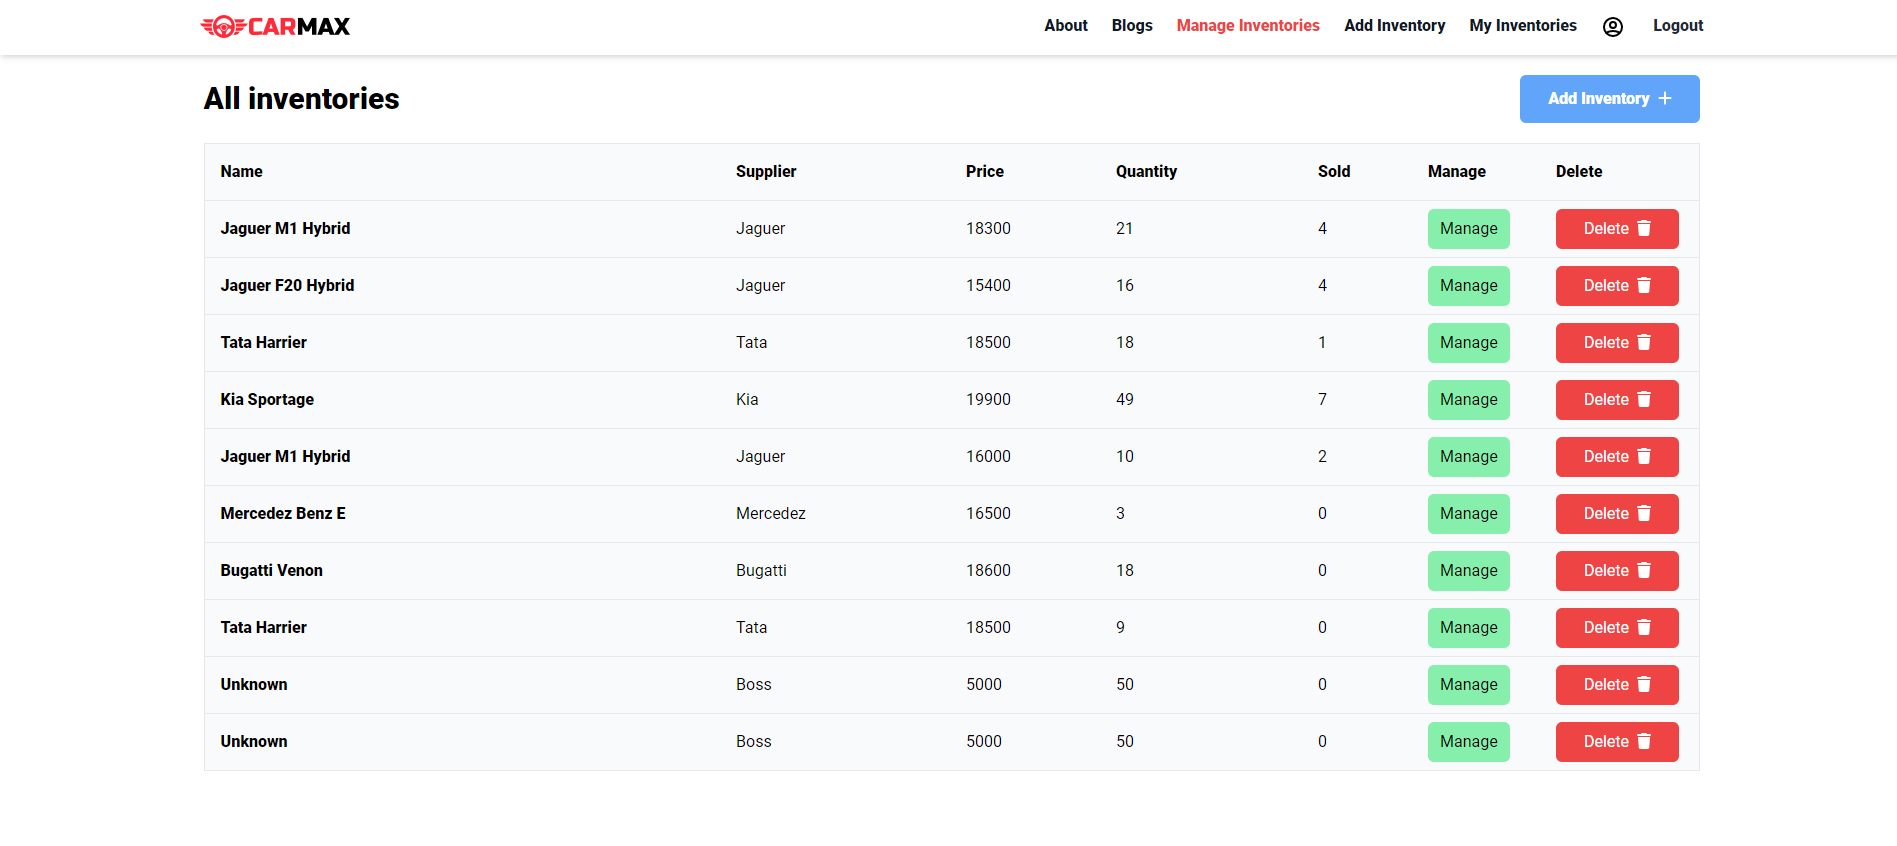 CARMAX About Blogs Manage Inventories Add Inventory My Inventories Logout
All inventories Add Inventory +
Name Supplier Price Quantity Sold Manage Delete
Jaguer M1 Hybrid Jaguer 18300 21 4 Manage Delete
Jaguer F20 Hybrid Jaguer 15400 16 4 Manage Delete
Tata Harrier Tata 18500 18 1 Manage Delete
Kia Sportage Kia 19900 49 7 Manage Delete
Jaguer M1 Hybrid Jaguer 16000 10 2 Manage Delete
Mercedez Benz E Mercedez 16500 3 0 Manage Delete
Bugatti Venon Bugatti 18600 18 0 Manage Delete
Tata Harrier Tata 18500 9 0 Manage Delete
Unknown Boss 5000 50 0 Manage Delete
Unknown Boss 5000 50 0 Manage Delete